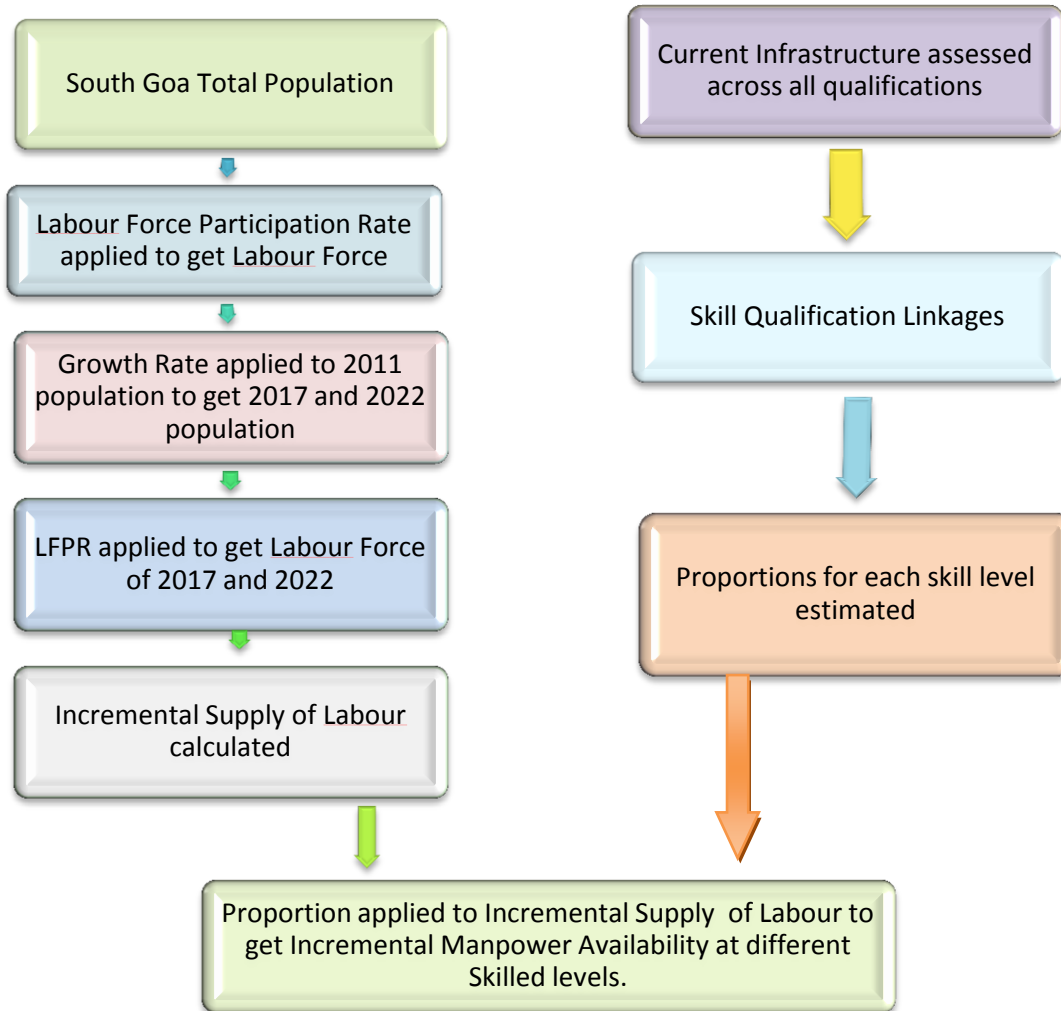 South Goa Total Population
Labour Force Participation Rate
applied to get Labour Force
Growth Rate applied to 2011
population to get 2017 and 2022
population
LFPR applied to get Labour Force
of 2017 and 2022
Incremental Supply of Labour
calculated
Current Infrastructure assessed
across all qualifications
Skill Qualification Linkages
Proportions for each skill level
estimated
Proportion applied to Incremental Supply of Labour to
get Incremental Manpower Availability at different
Skilled levels.